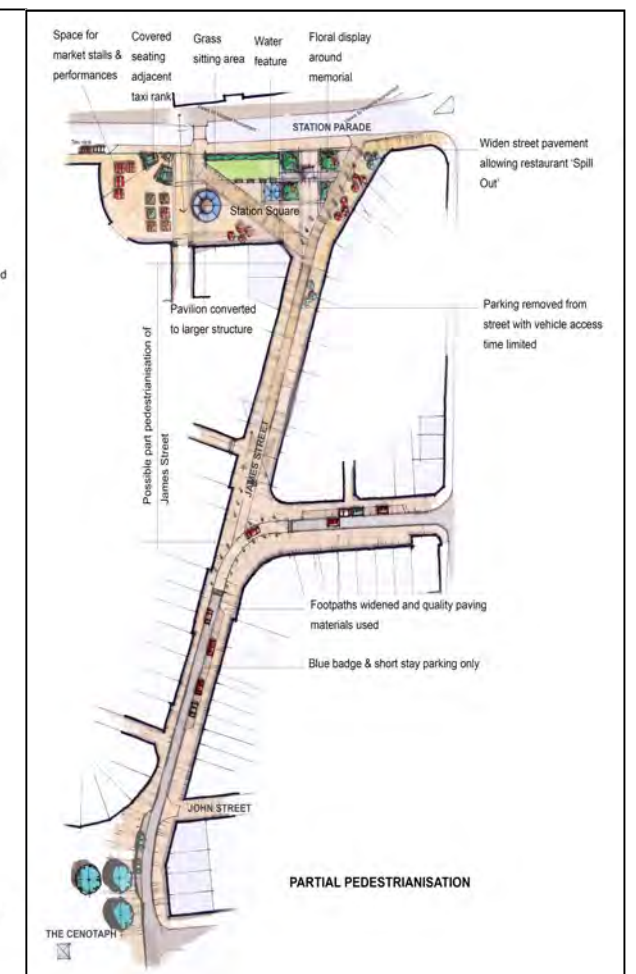 Space for
market stalls &
performances
Covered
seating
adjacent
taxi rank
Grass
sitting area
Water
feature
Floral display
around
memorial
STATION PARADE
Widen street pavement
allowing restaurant 'Spill
Out'
Station Square
d
Pavilion converted
to larger structure
Parking removed from
street with vehicle access
time limited
Possible part pedestrianisation of
James Street
JAMES STREET
Footpaths widened and quality paving
materials used
Blue badge & short stay parking only
JOHN STREET
PARTIAL PEDESTRIANISATION
THE CENOTAPH